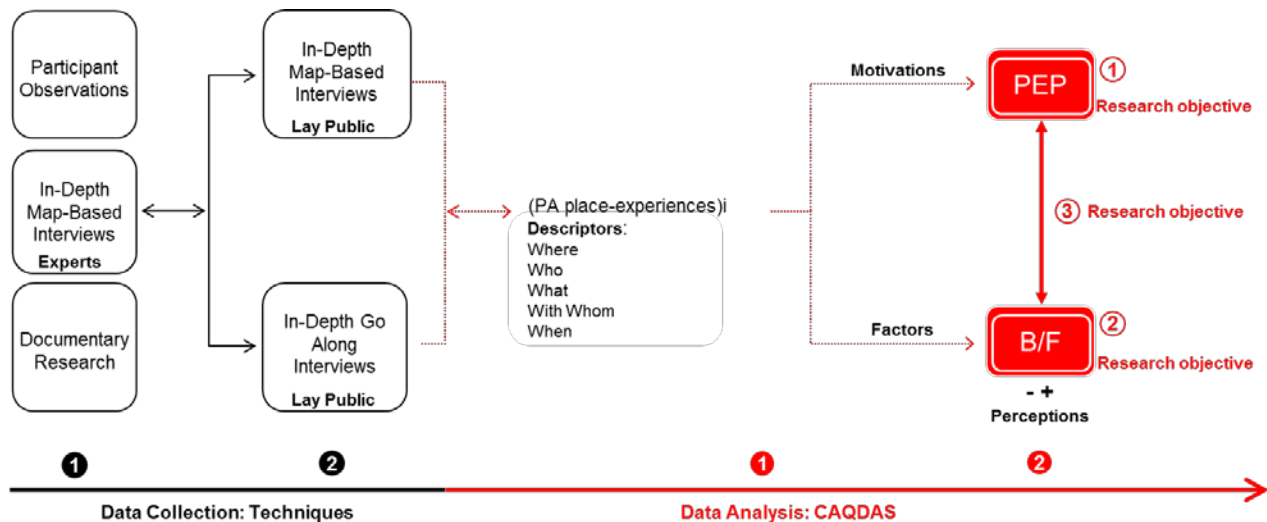 Participant
Observations
In-Depth
Map-Based
Interviews
Experts
Documentary
Research
In-Depth
Map-Based
Interviews
Lay Public
In-Depth Go
Along
Interviews
Lay Public
(PA place-experiences)i
Descriptors:
Where
Who
What
With Whom
When
Motivations
Factors
PEP
1
Research objective
3 Research objective
B/F
2
Research objective
- +
Perceptions
1
2
1
2
Data Collection: Techniques
Data Analysis: CAQDAS